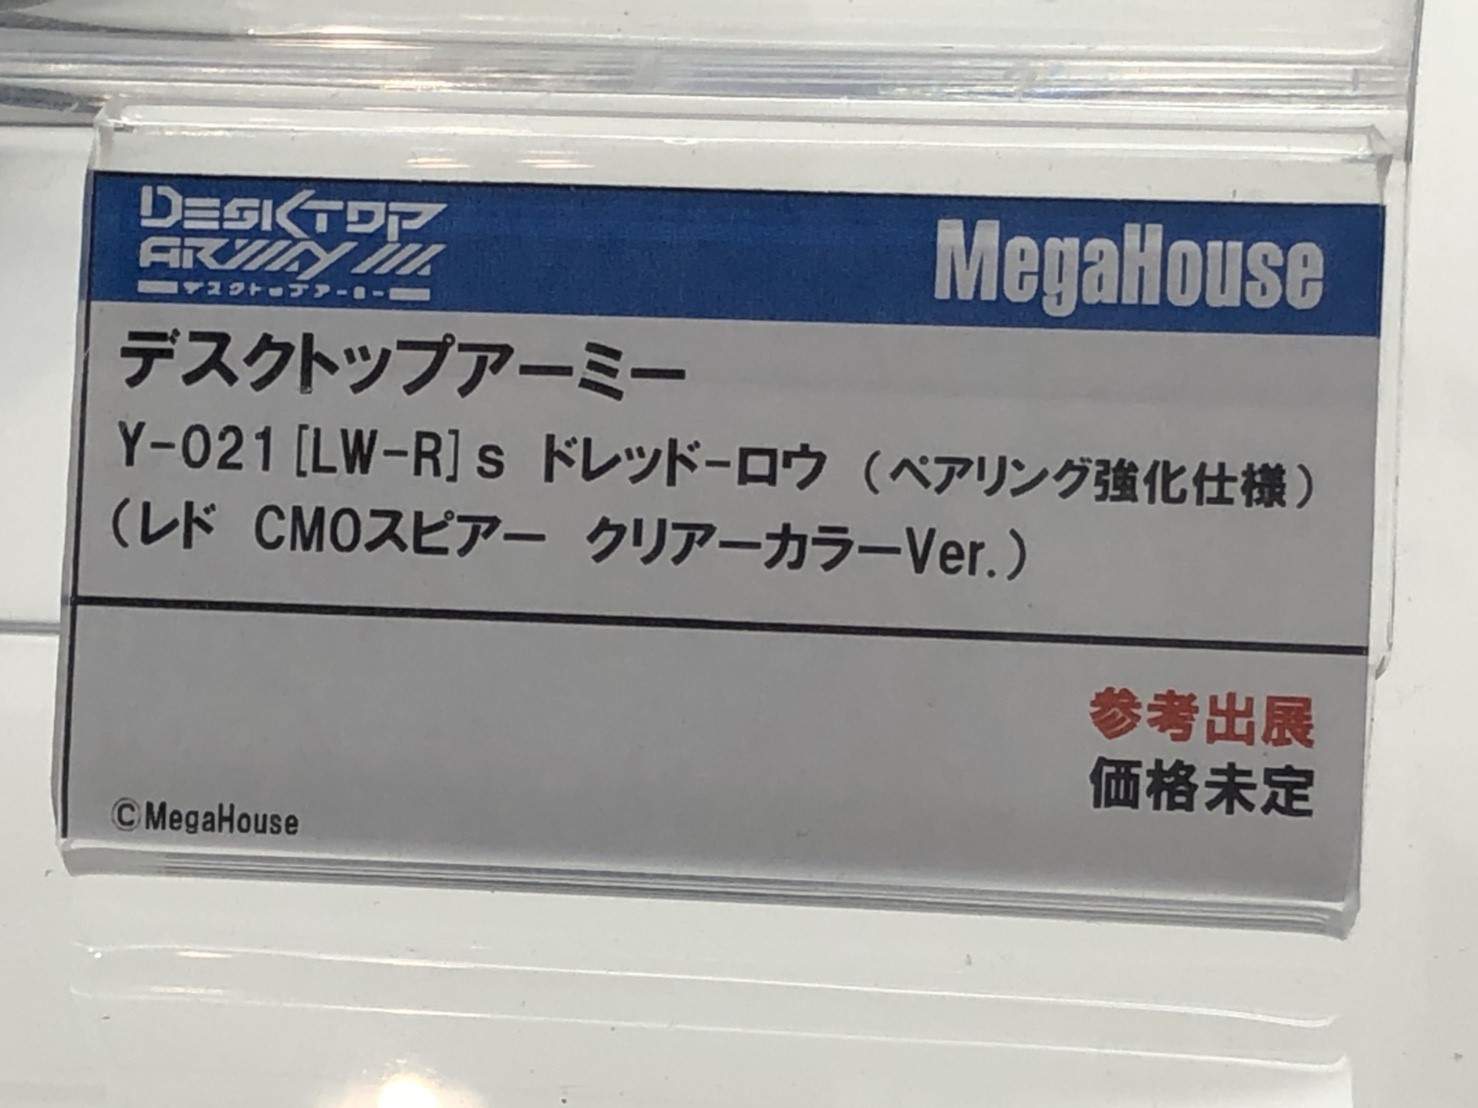 DESKTOP
ARMY
デスクトップアーミー
MegaHouse
デスクトップアーミー
Y-021[LW-R]s ドレッド-ロウ (ペアリング強化仕様)
(レド CMOスピアー クリアーカラーVer.)
参考出展
価格未定
©MegaHouse